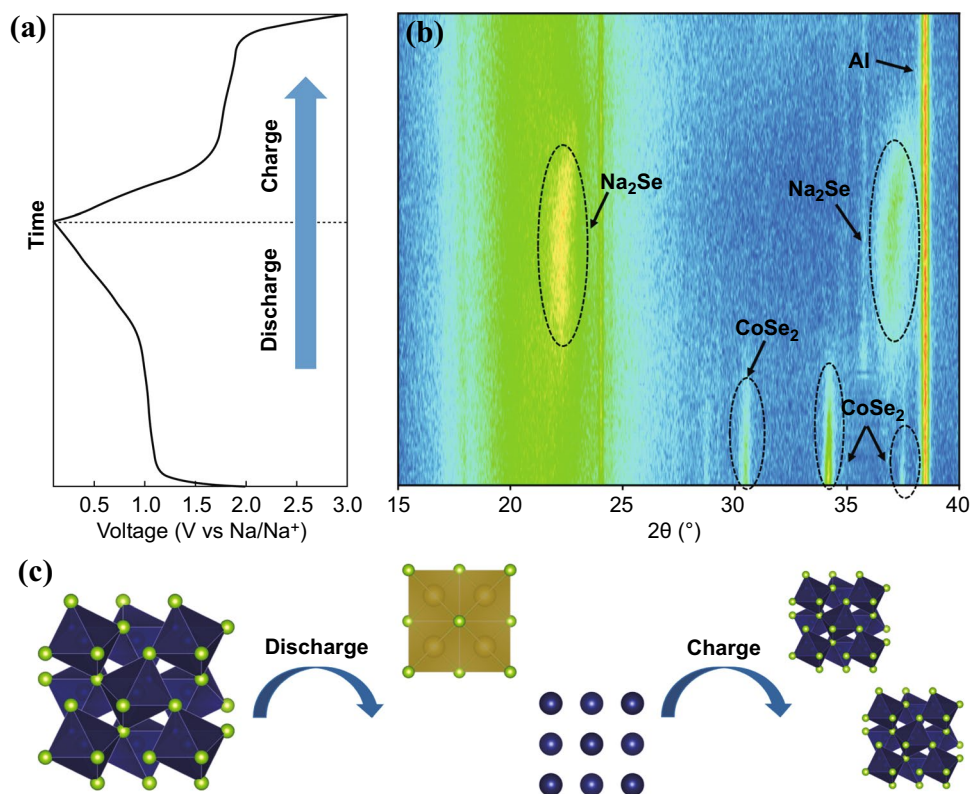 (a)
Time
Discharge
Charge
0.5 1.0 1.5 2.0 2.5 3.0
Voltage (V vs Na/Na⁺)
(b)
Al
Na₂Se
Na₂Se
CoSe₂
CoSe₂
15 20 25 30 35 40
2θ (°)
(c)
Discharge
Charge